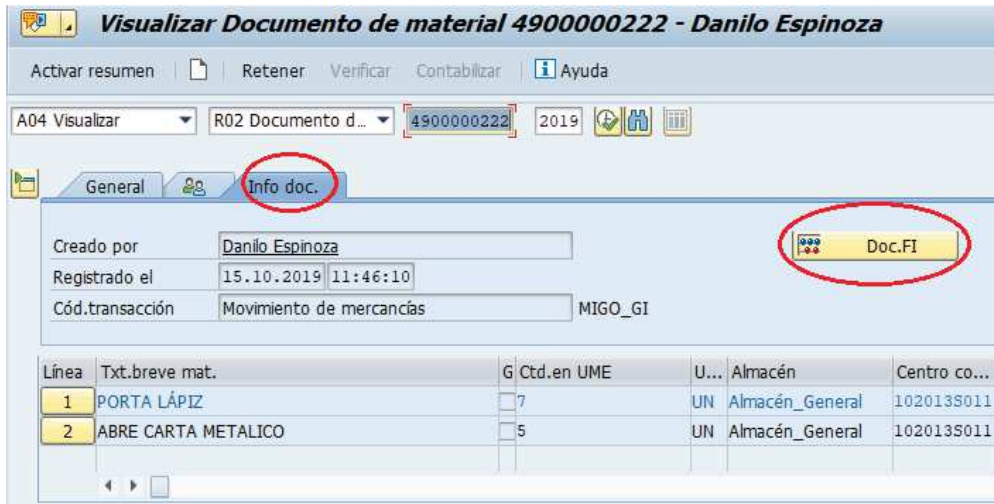 Visualizar Documento de material 4900000222 - Danilo Espinoza
Activar resumen Retener Verificar Contabilizar Ayuda
A04 Visualizar R02 Documento d... 4900000222 2019
General Info doc.
Creado por Danilo Espinoza Doc.FI
Registrado el 15.10.2019 11:46:10
Cód.transacción Movimiento de mercancías MIGO_GI
Línea Txt.breve mat. G Ctd.en UME U... Almacén Centro co...
1 PORTA LÁPIZ 7 UN Almacén_General 102013S011
2 ABRE CARTA METALICO 5 UN Almacén_General 102013S011